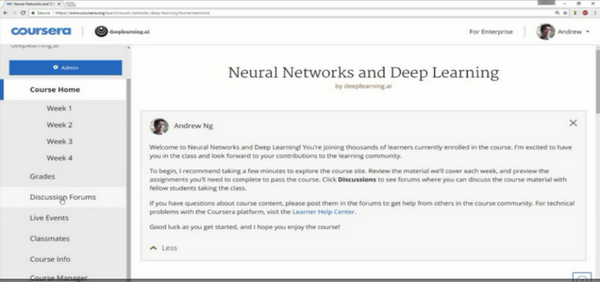 Neural Networks and D
Secure https://www.coursera.org/learn/neural-networks-deep-learning/home/welcome
coursera deeplearning.ai
For Enterprise Andrew
deeplearning.ai
Admin
Course Home
Week 1
Week 2
Week 3
Week 4
Grades
Discussion Forums
Live Events
Classmates
Course Info
Course Manager
Neural Networks and Deep Learning
by deeplearning.ai
Andrew Ng
Welcome to Neural Networks and Deep Learning! You're joining thousands of learners currently enrolled in the course. I'm excited to
have you in the class and look forward to your contributions to the learning community.
To begin, I recommend taking a few minutes to explore the course site. Review the material we'll cover each week, and preview the
assignments you'll need to complete to pass the course. Click Discussions to see forums where you can discuss the course material with
fellow students taking the class.
If you have questions about course content, please post them in the forums to get help from others in the course community. For technical
problems with the Coursera platform, visit the Learner Help Center.
Good luck as you get started, and I hope you enjoy the course!
Less